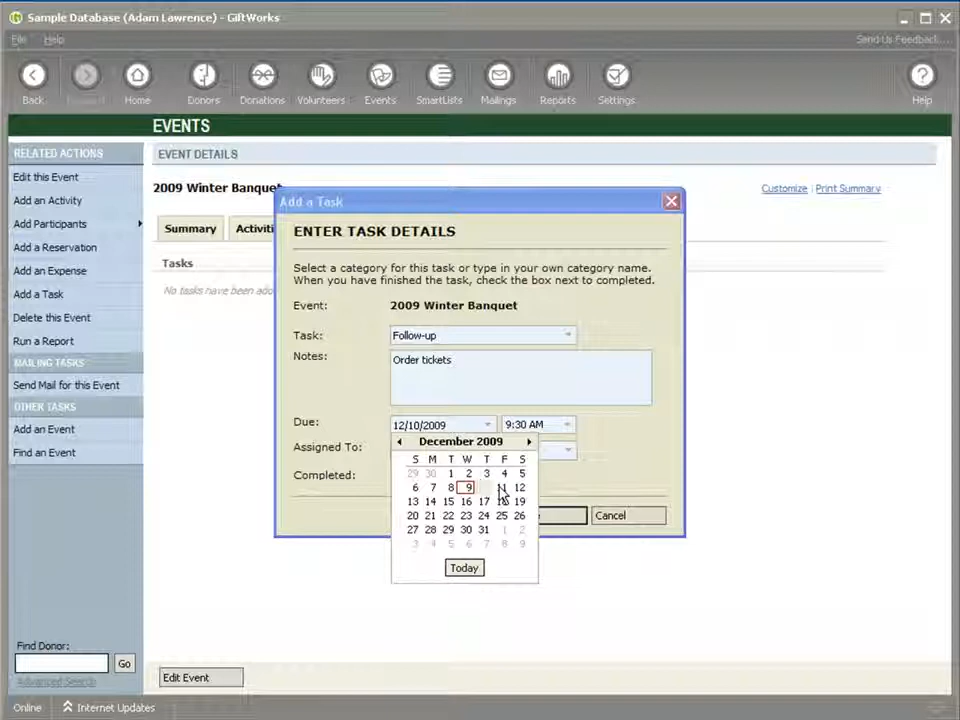 Sample Database (Adam Lawrence) - GiftWorks
File Help Send Us Feedback...
Back Forward Home Donors Donations Volunteers Events SmartLists Mailings Reports Settings Help
EVENTS
RELATED ACTIONS
Edit this Event
Add an Activity
Add Participants
Add a Reservation
Add an Expense
Add a Task
Delete this Event
Run a Report
MAILING TASKS
Send Mail for this Event
OTHER TASKS
Add an Event
Find an Event
Find Donor:
Go
Advanced Search
EVENT DETAILS
2009 Winter Banquet
Customize | Print Summary
Summary Activiti
Tasks
No tasks have been ado
Add a Task
ENTER TASK DETAILS
Select a category for this task or type in your own category name.
When you have finished the task, check the box next to completed.
Event: 2009 Winter Banquet
Task: Follow-up
Notes: Order tickets
Due: 12/10/2009 9:30 AM
Assigned To:
Completed:
December 2009
S M T W T F S
29 30 1 2 3 4 5
6 7 8 9 11 12
13 14 15 16 17 18 19
20 21 22 23 24 25 26
27 28 29 30 31 1 2
3 4 5 6 7 8 9
Today
Cancel
Edit Event
Online Internet Updates